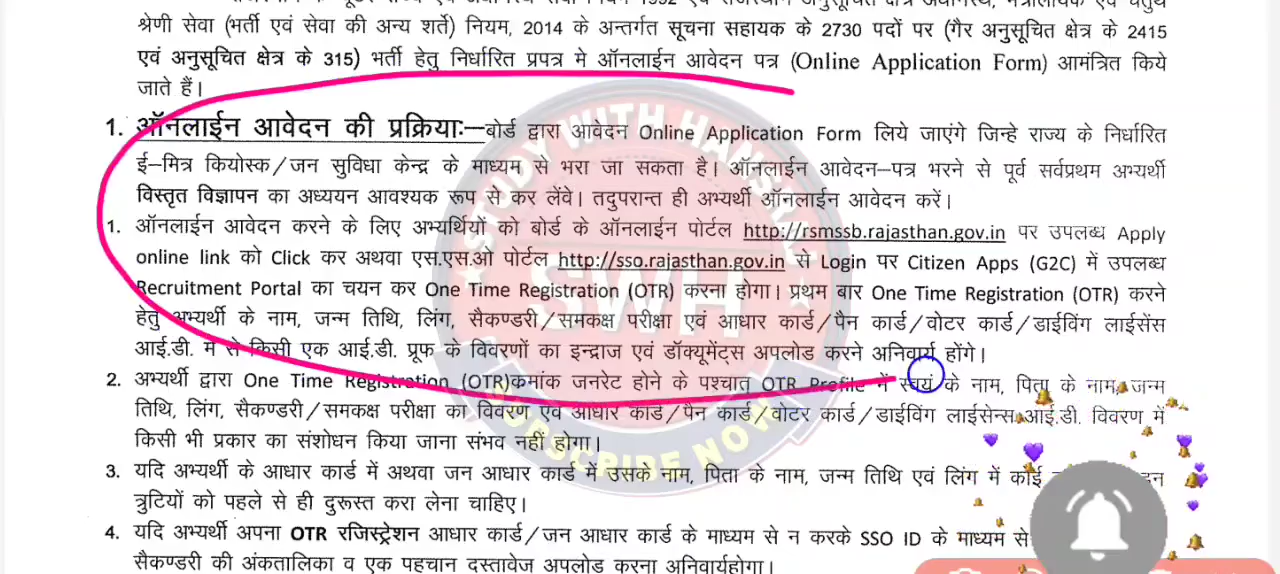 श्रेणी सेवा (भर्ती एवं सेवा की अन्य शर्ते) नियम, 2014 के अन्तर्गत सूचना सहायक के 2730 पदों पर (गैर अनुसूचित क्षेत्र के 2415
एवं अनुसूचित क्षेत्र के 315) भर्ती हेतु निर्धारित प्रपत्र मे ऑनलाईन आवेदन पत्र (Online Application Form) आमंत्रित किये
जाते हैं।
1. ऑनलाईन आवेदन की प्रक्रियाः–बोर्ड द्वारा आवेदन Online Application Form लिये जाएंगे जिन्हे राज्य के निर्धारित
ई–मित्र कियोस्क/जन सुविधा केन्द्र के माध्यम से भरा जा सकता है। ऑनलाईन आवेदन–पत्र भरने से पूर्व सर्वप्रथम अभ्यर्थी
विस्तृत विज्ञापन का अध्ययन आवश्यक रूप से कर लेंवे। तदुपरान्त ही अभ्यर्थी ऑनलाईन आवेदन करें।
1. ऑनलाईन आवेदन करने के लिए अभ्यर्थियों को बोर्ड के ऑनलाईन पोर्टल http://rsmssb.rajasthan.gov.in पर उपलब्ध Apply
online link को Click कर अथवा एस.एस.ओ पोर्टल http://sso.rajasthan.gov.in से Login पर Citizen Apps (G2C) में उपलब्ध
Recruitment Portal का चयन कर One Time Registration (OTR) करना होगा। प्रथम बार One Time Registration (OTR) करने
हेतु अभ्यर्थी के नाम, जन्म तिथि, लिंग, सैकण्डरी/समकक्ष परीक्षा एवं आधार कार्ड/पैन कार्ड/वोटर कार्ड/डाईविंग लाईसेंस
आई.डी. में से किसी एक आई.डी. प्रूफ के विवरणों का इन्द्राज एवं डॉक्यूमेंट्स अपलोड करने अनिवार्य होंगे।
2. अभ्यर्थी द्वारा One Time Registration (OTR)क्रमांक जनरेट होने के पश्चात OTR Profile में स्वयं के नाम, पिता के नाम, जन्म
तिथि, लिंग, सैकण्डरी/समकक्ष परीक्षा का विवरण एवं आधार कार्ड/पैन कार्ड/वोटर कार्ड/डाईविंग लाईसेन्स आई.डी. विवरण में
किसी भी प्रकार का संशोधन किया जाना संभव नहीं होगा।
3. यदि अभ्यर्थी के आधार कार्ड में अथवा जन आधार कार्ड में उसके नाम, पिता के नाम, जन्म तिथि एवं लिंग में कोई
त्रुटियों को पहले से ही दुरूस्त करा लेना चाहिए।
4. यदि अभ्यर्थी अपना OTR रजिस्ट्रेशन आधार कार्ड/जन आधार कार्ड के माध्यम से न करके SSO ID के माध्यम से
सैकण्डरी की अंकतालिका व एक पहचान दस्तावेज अपलोड करना अनिवार्यहोगा।
STUDY WITH HANSRAJ
SWH
SUBSCRIBE NOW